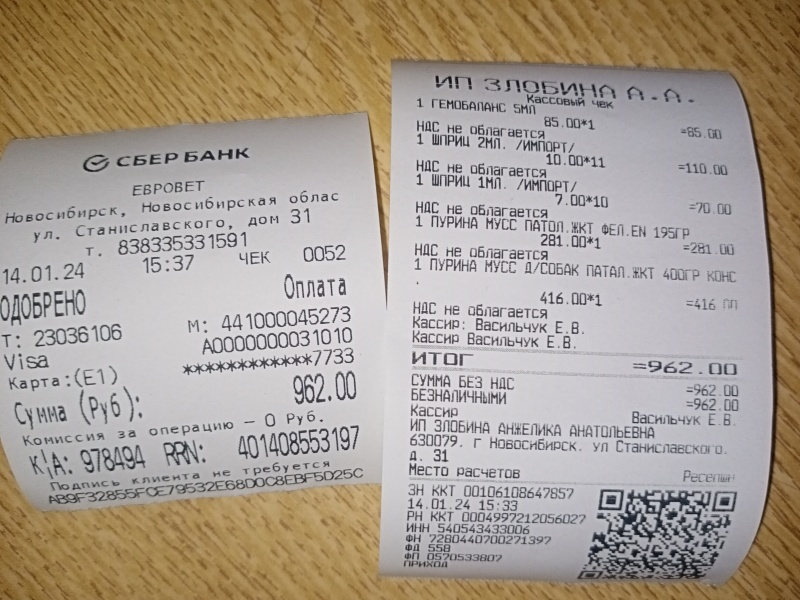 СБЕРБАНК
ЕВРОВЕТ
Новосибирск, Новосибирская облас
ул. Станиславского, дом 31
т. 838335331591
14.01.24 15:37 ЧЕК 0052
ОДОБРЕНО Оплата
Т: 23036106 М: 441000045273
Visa A0000000031010
Карта:(Е1) ************7733
Сумма (Руб): 962.00
Комиссия за операцию – 0 Руб.
К\А: 978494 RRN: 401408553197
Подпись клиента не требуется
AB9F32855FCE79532E68D0C8EBF5D25C
ИП ЗЛОБИНА А.А.
Кассовый чек
1 ГЕМОБАЛАНС 5МЛ
85.00*1 =85.00
НДС не облагается
1 ШПРИЦ 2МЛ. /ИМПОРТ/
10.00*11 =110.00
НДС не облагается
1 ШПРИЦ 1МЛ. /ИМПОРТ/
7.00*10 =70.00
НДС не облагается
1 ПУРИНА МУСС ПАТОЛ.ЖКТ ФЕЛ.EN 195ГР
281.00*1 =281.00
НДС не облагается
1 ПУРИНА МУСС Д/СОБАК ПАТАЛ.ЖКТ 400ГР КОНС
.
416.00*1 =416
НДС не облагается
Кассир: Васильчук Е.В.
Кассир Васильчук Е.В.
ИТОГ =962.00
СУММА БЕЗ НДС =962.00
БЕЗНАЛИЧНЫМИ =962.00
Кассир Васильчук Е.В.
ИП ЗЛОБИНА АНЖЕЛИКА АНАТОЛЬЕВНА
630079. г Новосибирск. ул Станиславского.
д. 31
Место расчетов
ЗН ККТ 00106108647857
14.01.24 15:33
РН ККТ 0004997212056027
ИНН 540543433006
ФН 7280440700271397
ФД 558
ФП 0570533807
ПРИХОД